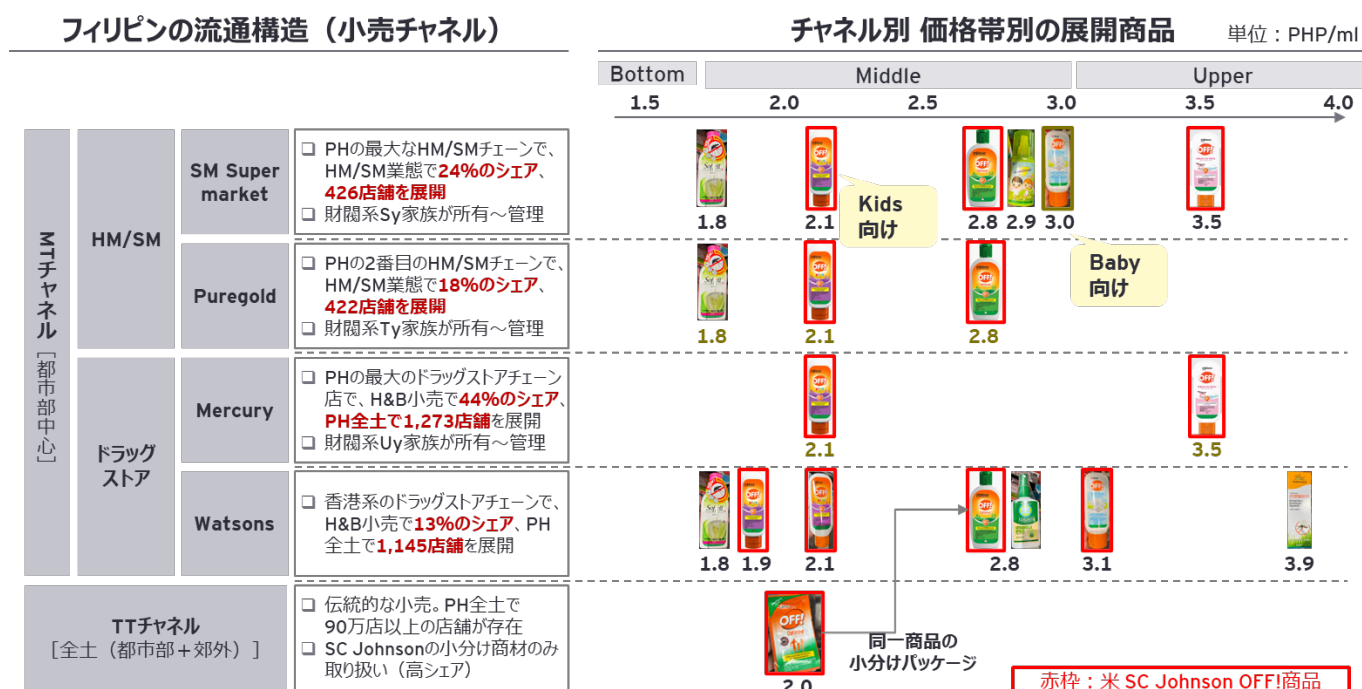 フィリピンの流通構造（小売チャネル）
チャネル別 価格帯別の展開商品
単位：PHP/ml
Bottom
Middle
Upper
1.5
2.0
2.5
3.0
3.5
4.0
MTチャネル［都市部中心］
HM/SM
SM Super
market
□ PHの最大なHM/SMチェーンで、
HM/SM業態で24%のシェア、
426店舗を展開
□ 財閥系Sy家族が所有～管理
OFF!
OFF!
OFF!
OFF!
1.8
2.1
2.8
2.9
3.0
3.5
Kids
向け
Baby
向け
Puregold
□ PHの2番目のHM/SMチェーンで、
HM/SM業態で18%のシェア、
422店舗を展開
□ 財閥系Ty家族が所有～管理
OFF!
OFF!
1.8
2.1
2.8
ドラッグ
ストア
Mercury
□ PHの最大のドラッグストアチェーン
店で、H&B小売で44%のシェア、
PH全土で1,273店舗を展開
□ 財閥系Uy家族が所有～管理
OFF!
OFF!
2.1
3.5
Watsons
□ 香港系のドラッグストアチェーンで、
H&B小売で13%のシェア、PH
全土で1,145店舗を展開
OFF!
OFF!
OFF!
OFF!
1.8
1.9
2.1
2.8
3.1
3.9
TTチャネル
［全土（都市部+郊外）］
□ 伝統的な小売。PH全土で
90万店以上の店舗が存在
□ SC Johnsonの小分け商材のみ
取り扱い（高シェア）
OFF!
2.0
同一商品の
小分けパッケージ
赤枠：米 SC Johnson OFF!商品